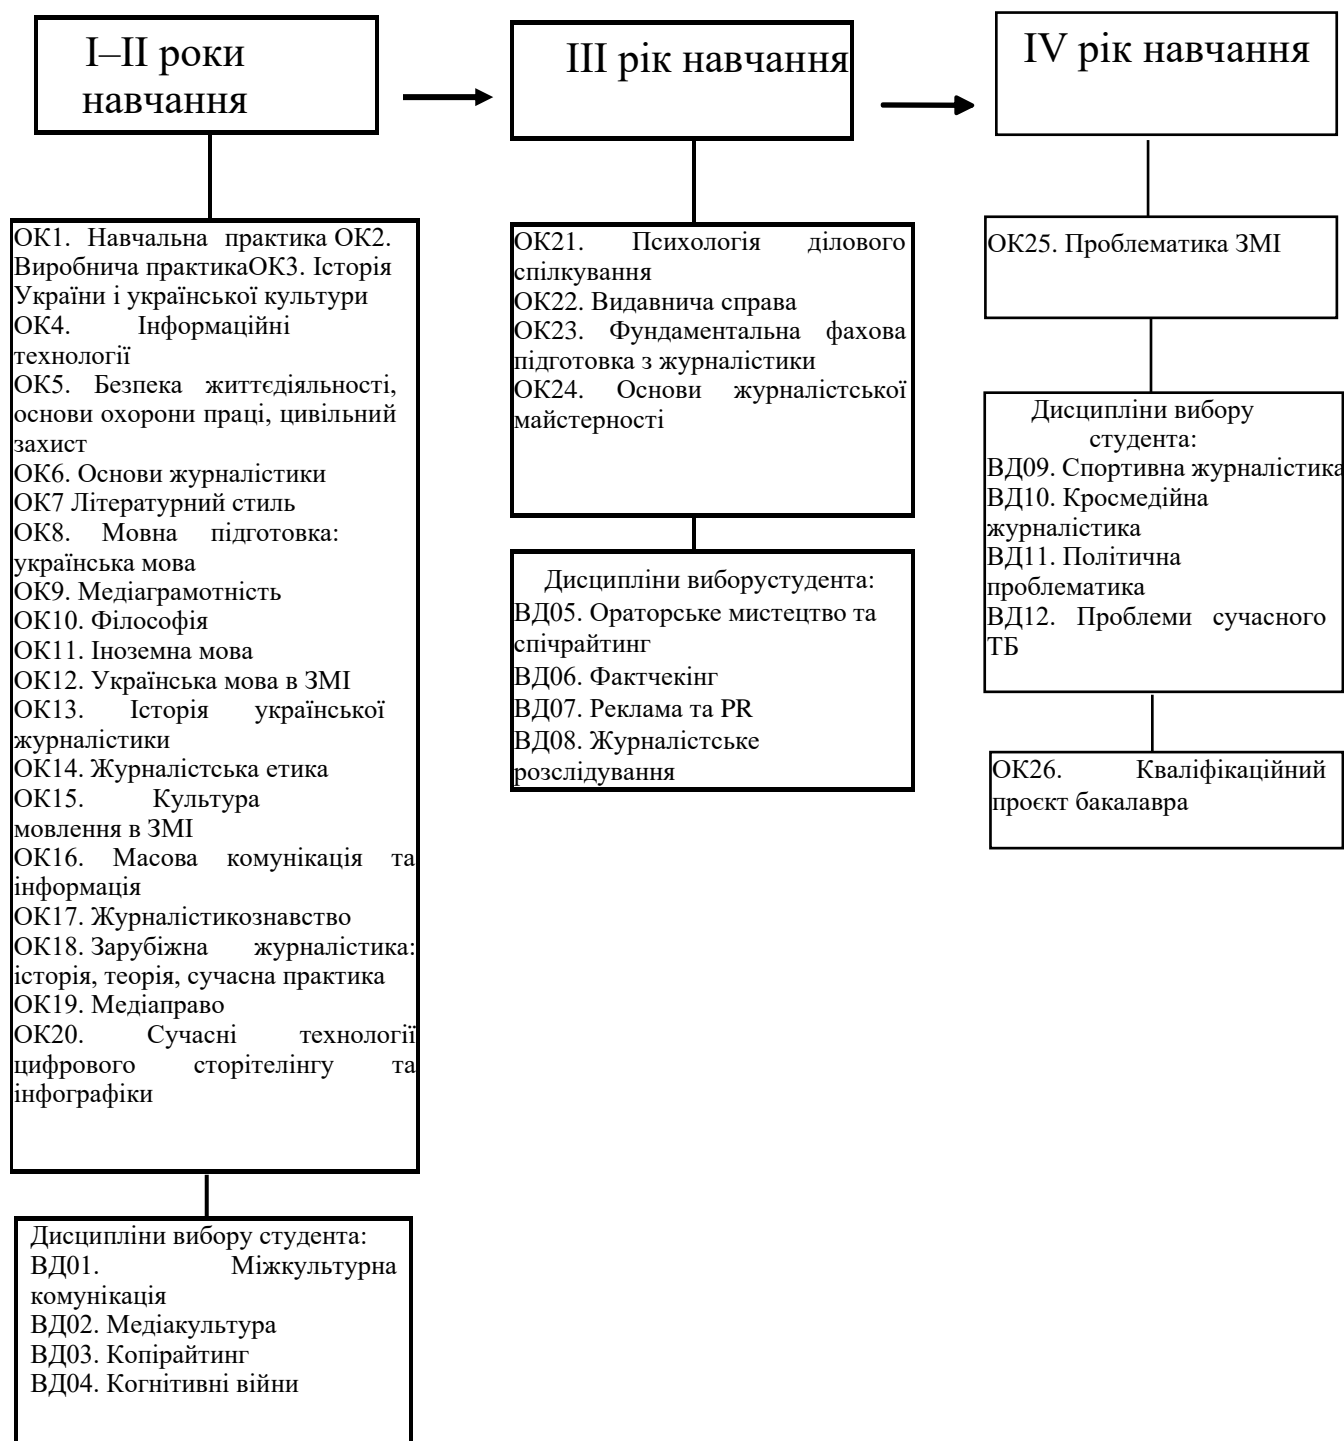 І–ІІ роки
навчання
ОК1. Навчальна практика ОК2.
Виробнича практикаОК3. Історія
України і української культури
ОК4. Інформаційні
технології
ОК5. Безпека життєдіяльності,
основи охорони праці, цивільний
захист
ОК6. Основи журналістики
ОК7 Літературний стиль
ОК8. Мовна підготовка:
українська мова
ОК9. Медіаграмотність
ОК10. Філософія
ОК11. Іноземна мова
ОК12. Українська мова в ЗМІ
ОК13. Історія української
журналістики
ОК14. Журналістська етика
ОК15. Культура
мовлення в ЗМІ
ОК16. Масова комунікація та
інформація
ОК17. Журналістикознавство
ОК18. Зарубіжна журналістика:
історія, теорія, сучасна практика
ОК19. Медіаправо
ОК20. Сучасні технології
цифрового сторітелінгу та
інфографіки
Дисципліни вибору студента:
ВД01. Міжкультурна
комунікація
ВД02. Медіакультура
ВД03. Копірайтинг
ВД04. Когнітивні війни
ІІІ рік навчання
ОК21. Психологія ділового
спілкування
ОК22. Видавнича справа
ОК23. Фундаментальна фахова
підготовка з журналістики
ОК24. Основи журналістської
майстерності
Дисципліни виборустудента:
ВД05. Ораторське мистецтво та
спічрайтинг
ВД06. Фактчекінг
ВД07. Реклама та PR
ВД08. Журналістське
розслідування
IV рік навчання
ОК25. Проблематика ЗМІ
Дисципліни вибору
студента:
ВД09. Спортивна журналістика
ВД10. Кросмедійна
журналістика
ВД11. Політична
проблематика
ВД12. Проблеми сучасного
ТБ
ОК26. Кваліфікаційний
проєкт бакалавра